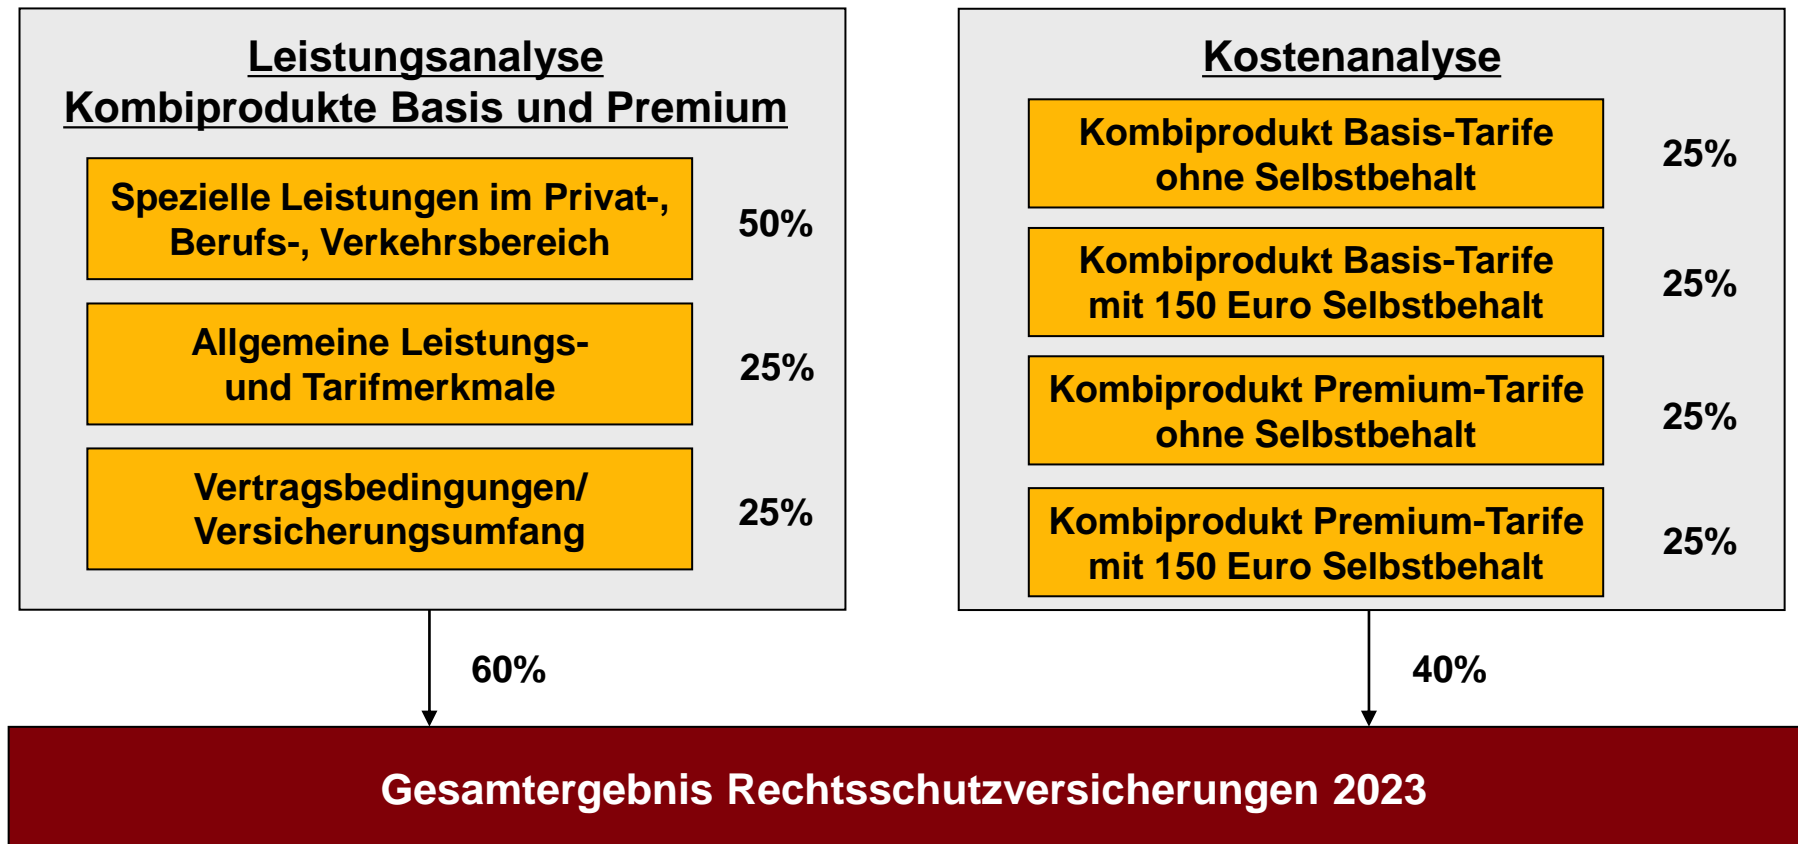 Leistungsanalyse
Kombiprodukte Basis und Premium
Spezielle Leistungen im Privat-,
Berufs-, Verkehrsbereich
50%
Allgemeine Leistungs-
und Tarifmerkmale
25%
Vertragsbedingungen/
Versicherungsumfang
25%
60%
Kostenanalyse
Kombiprodukt Basis-Tarife
ohne Selbstbehalt
25%
Kombiprodukt Basis-Tarife
mit 150 Euro Selbstbehalt
25%
Kombiprodukt Premium-Tarife
ohne Selbstbehalt
25%
Kombiprodukt Premium-Tarife
mit 150 Euro Selbstbehalt
25%
40%
Gesamtergebnis Rechtsschutzversicherungen 2023